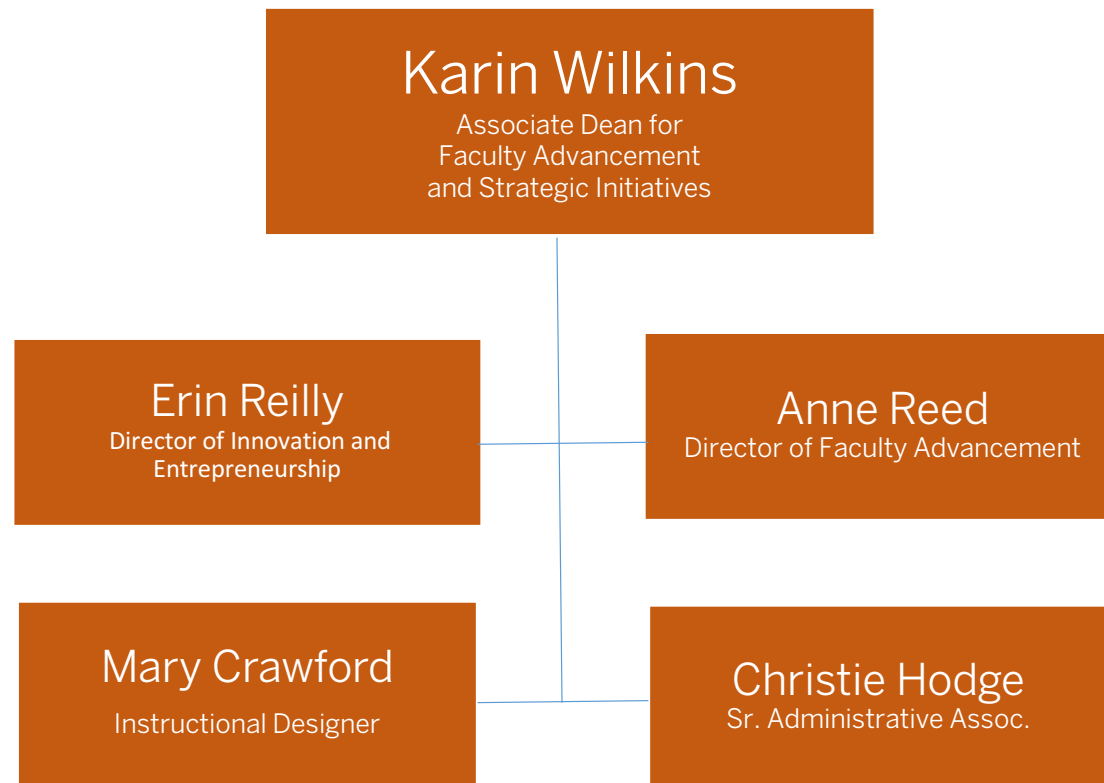 Karin Wilkins
Associate Dean for
Faculty Advancement
and Strategic Initiatives
Erin Reilly
Director of Innovation and
Entrepreneurship
Anne Reed
Director of Faculty Advancement
Mary Crawford
Instructional Designer
Christie Hodge
Sr. Administrative Assoc.